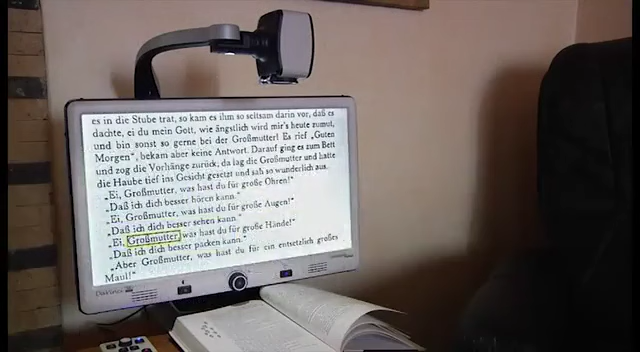 es in die Stube trat, so kam es ihm so seltsam darin vor, daß es
dachte, ei du mein Gott, wie ängstlich wird mir's heute zumut,
und bin sonst so gerne bei der Großmutter! Es rief „Guten
Morgen", bekam aber keine Antwort. Darauf ging es zum Bett
und zog die Vorhänge zurück, da lag die Großmutter und hatte
die Haube tief ins Gesicht gesetzt und sah so wunderlich aus.
„Ei, Großmutter, was hast du für große Ohren!"
„Daß ich dich besser hören kann."
„Ei, Großmutter, was hast du für große Augen!"
„Daß ich dich besser sehen kann."
„Ei, Großmutter, was hast du für große Hände!"
„Daß ich dich besser packen kann."
„Aber Großmutter, was hast du für ein entsetzlich großes
Maul!"
DaVinci